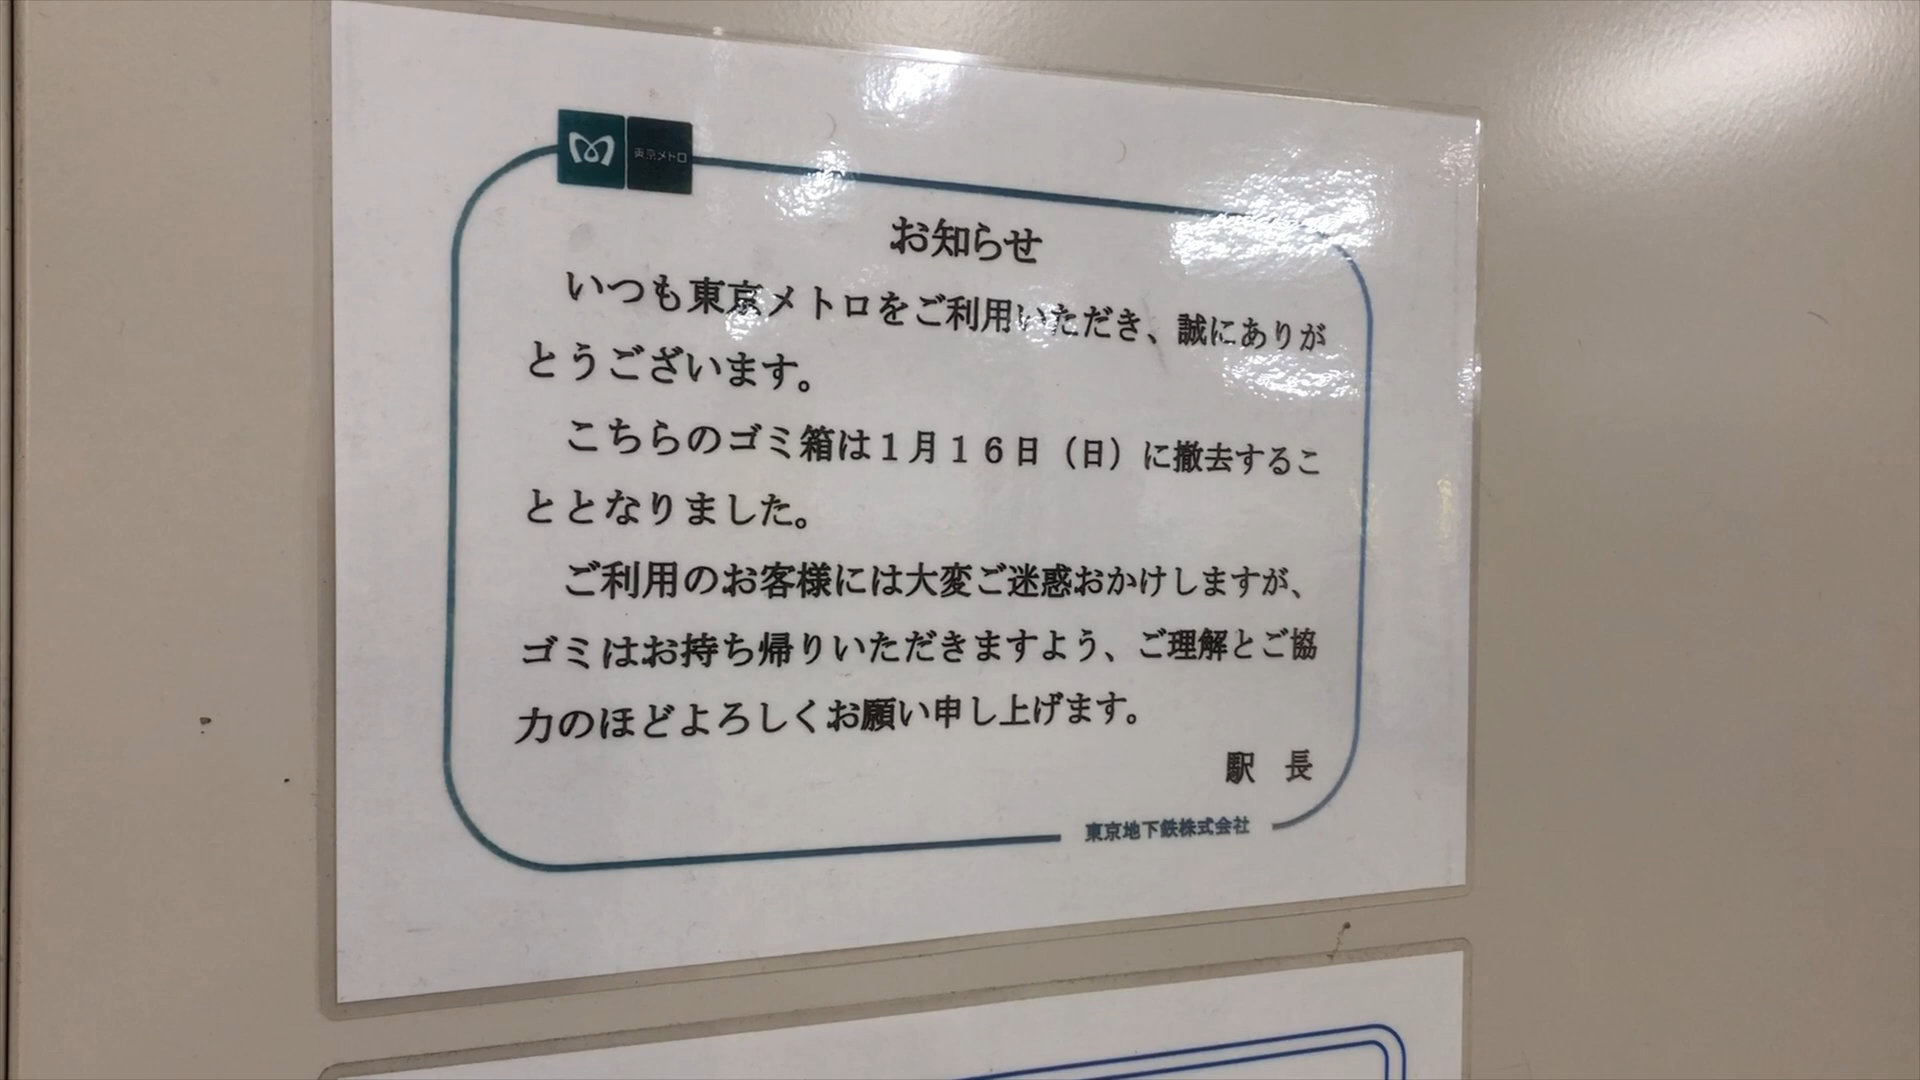 東京メトロ
お知らせ
いつも東京メトロをご利用いただき、誠にありが
とうございます。
こちらのゴミ箱は１月１６日（日）に撤去するこ
ととなりました。
ご利用のお客様には大変ご迷惑おかけしますが、
ゴミはお持ち帰りいただきますよう、ご理解とご協
力のほどよろしくお願い申し上げます。
駅　長
東京地下鉄株式会社